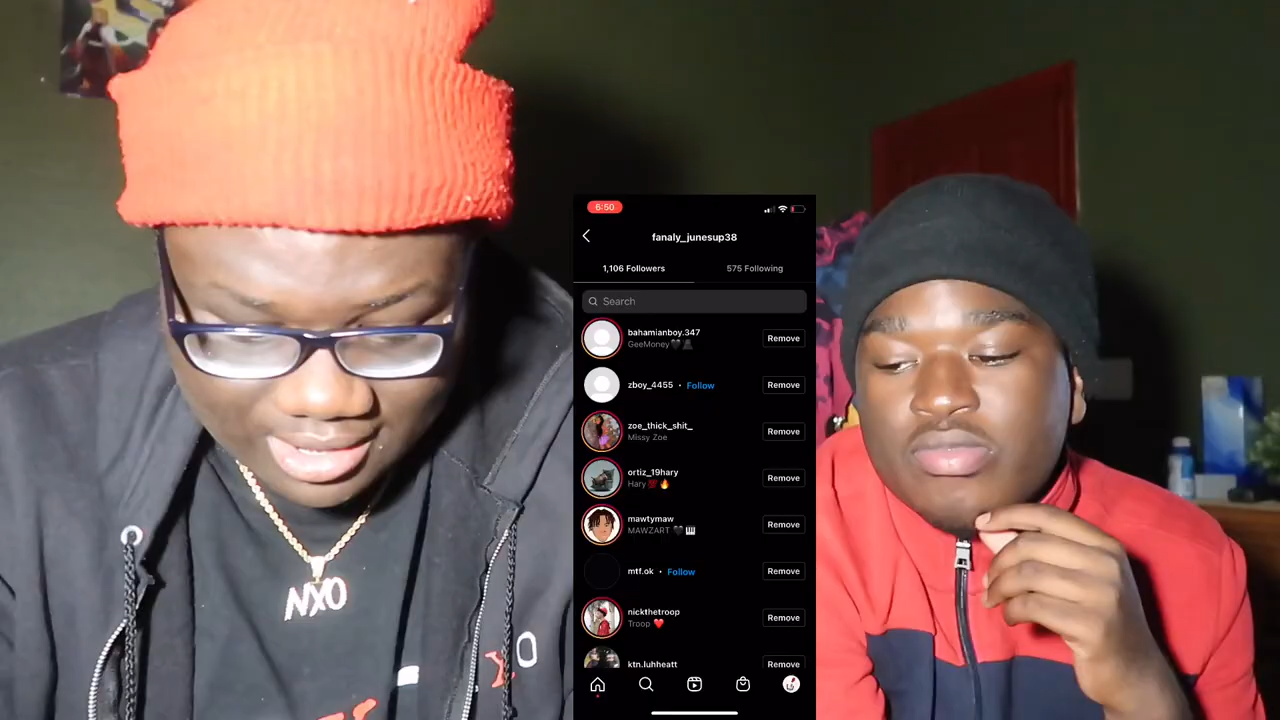 6:50
fanaly_junesup38
1,106 Followers
575 Following
Search
bahamianboy.347
GeeMoney🖤👤
Remove
zboy_4455 • Follow
Remove
zoe_thick_shit_
Missy Zoe
Remove
ortiz_19hary
Hary💯🔥
Remove
mawtymaw
MAWZART 🖤🎹
Remove
mtf.ok • Follow
Remove
nickthetroop
Troop ❤️
Remove
ktn.luhheatt
Remove
NXO